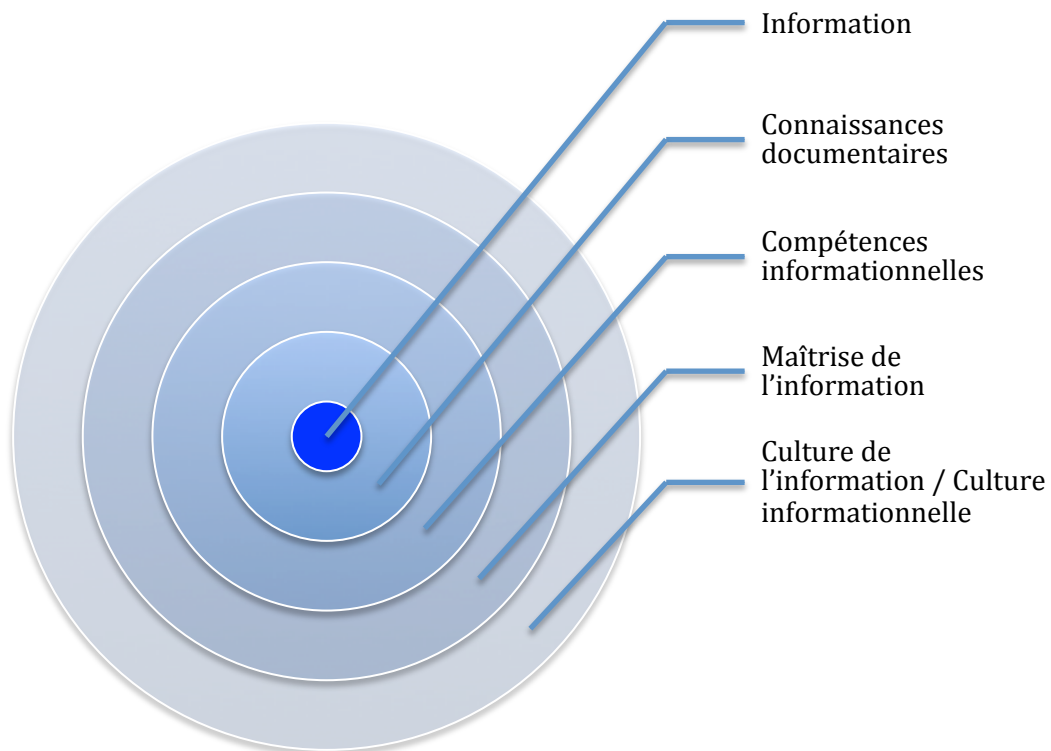 Information
Connaissances
documentaires
Compétences
informationnelles
Maîtrise de
l’information
Culture de
l’information / Culture
informationnelle